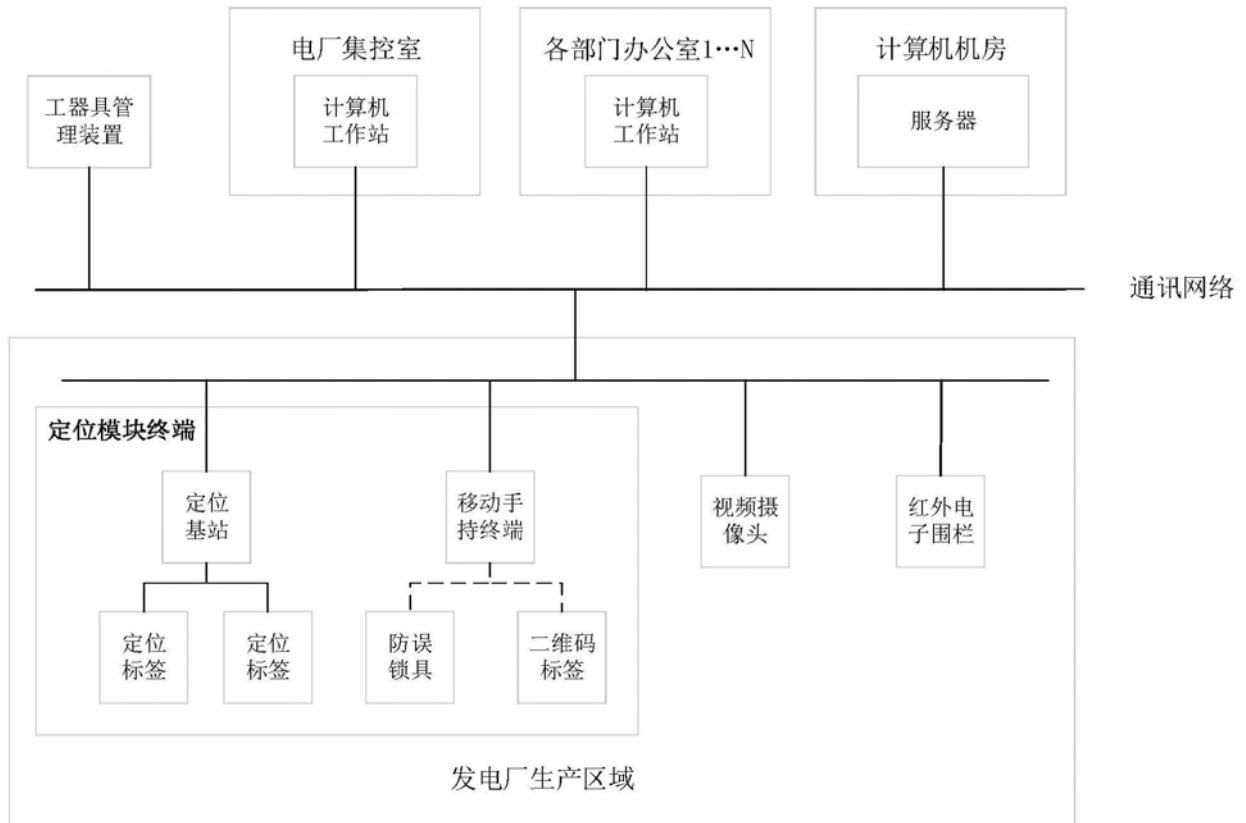 电厂集控室
各部门办公室1…N
计算机机房
工器具管
理装置
计算机
工作站
计算机
工作站
服务器
通讯网络
定位模块终端
定位
基站
移动手
持终端
视频摄
像头
红外电
子围栏
定位
标签
定位
标签
防误
锁具
二维码
标签
发电厂生产区域